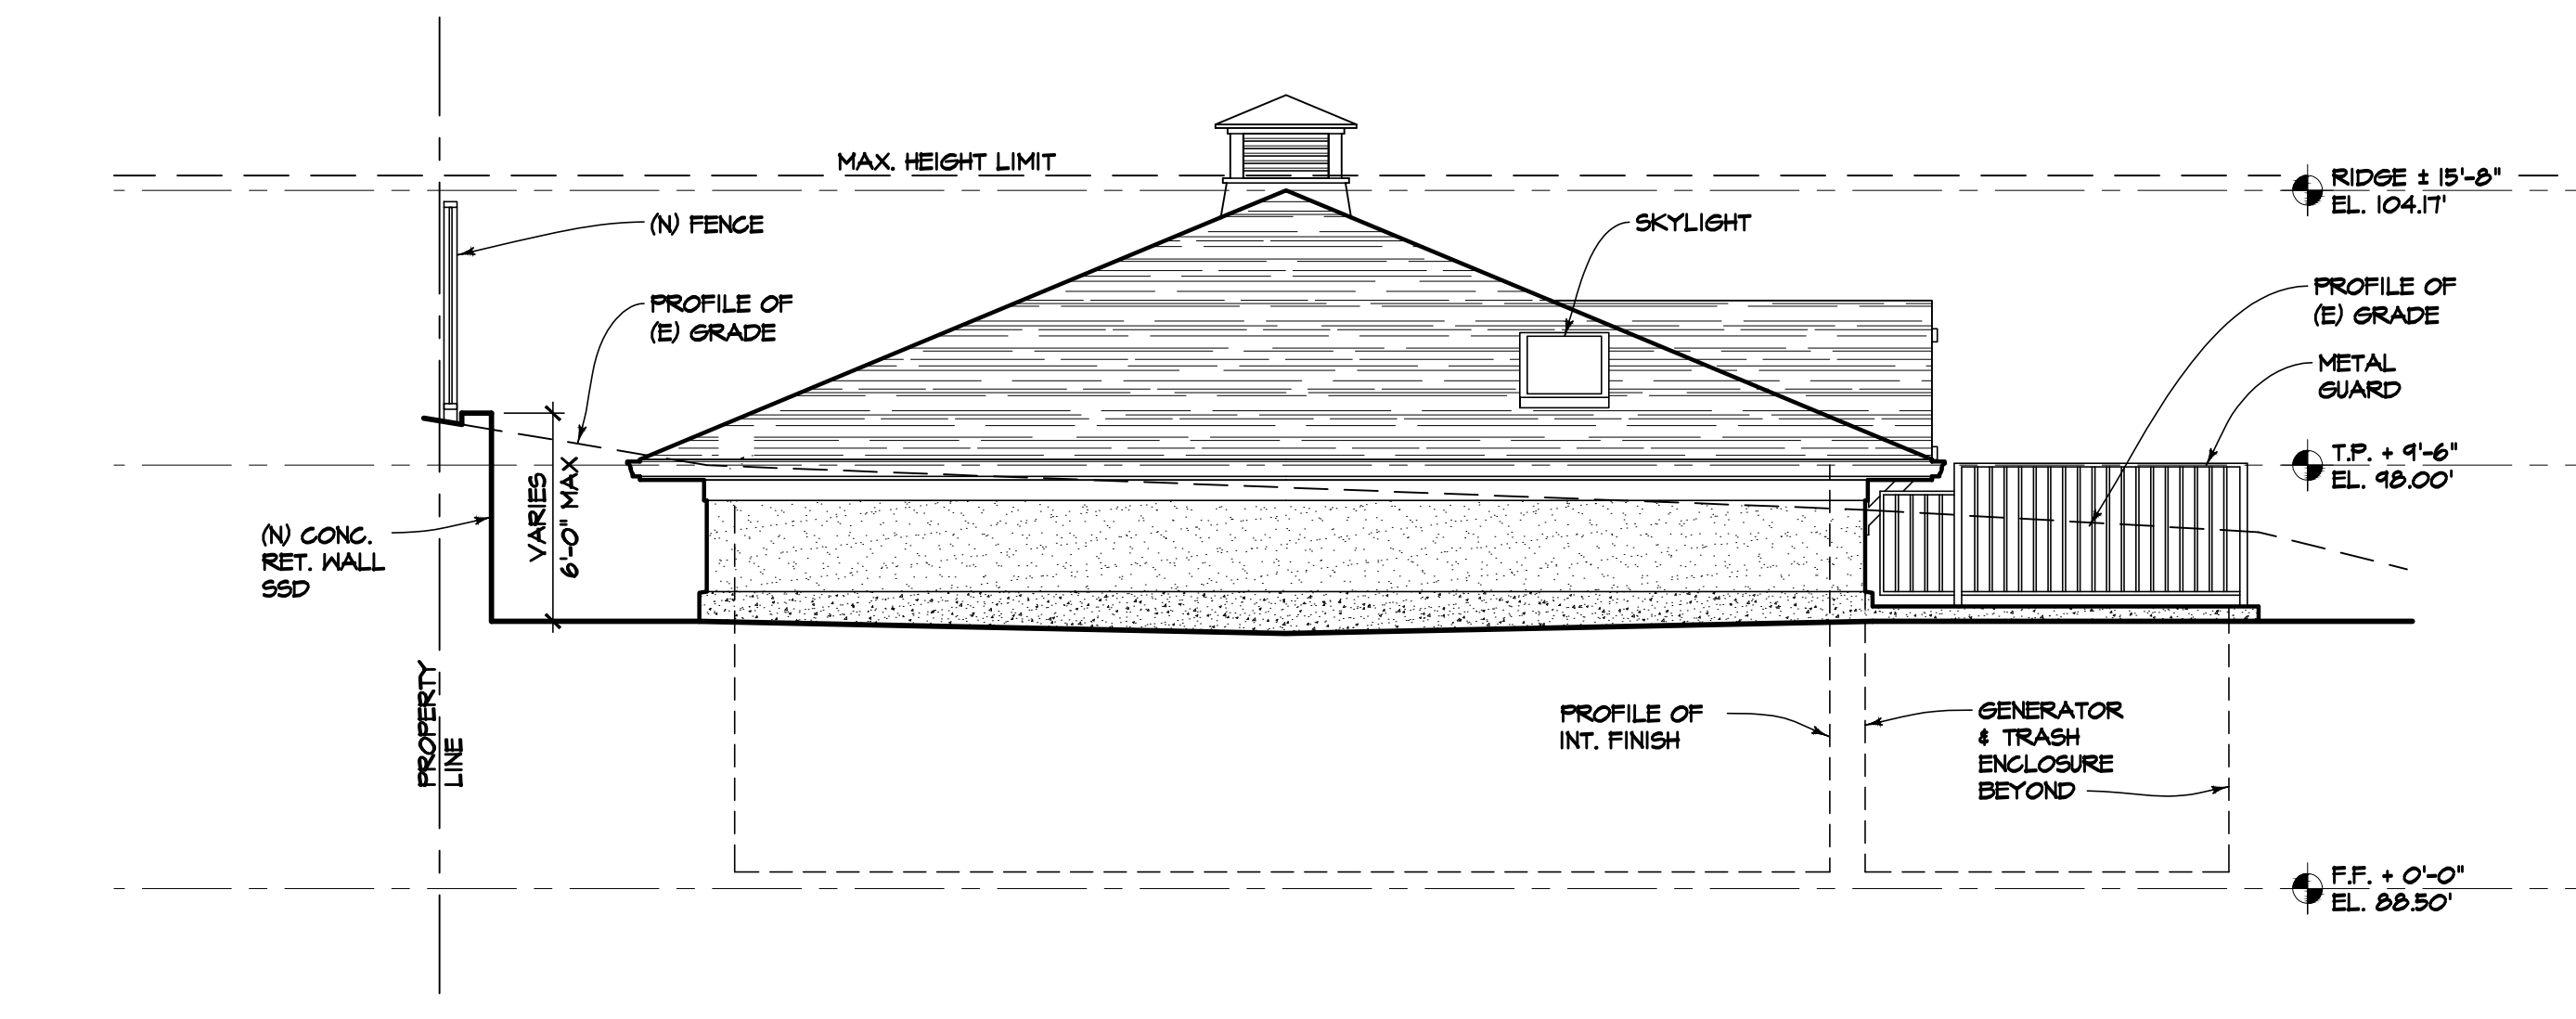 MAX. HEIGHT LIMIT
RIDGE ± 15'-8"
EL. 104.17'
(N) FENCE
SKYLIGHT
PROFILE OF
(E) GRADE
PROFILE OF
(E) GRADE
METAL
GUARD
T.P. + 9'-6"
EL. 98.00'
VARIES
6'-0" MAX
(N) CONC.
RET. WALL
SSD
PROPERTY
LINE
PROFILE OF
INT. FINISH
GENERATOR
& TRASH
ENCLOSURE
BEYOND
F.F. + 0'-0"
EL. 88.50'